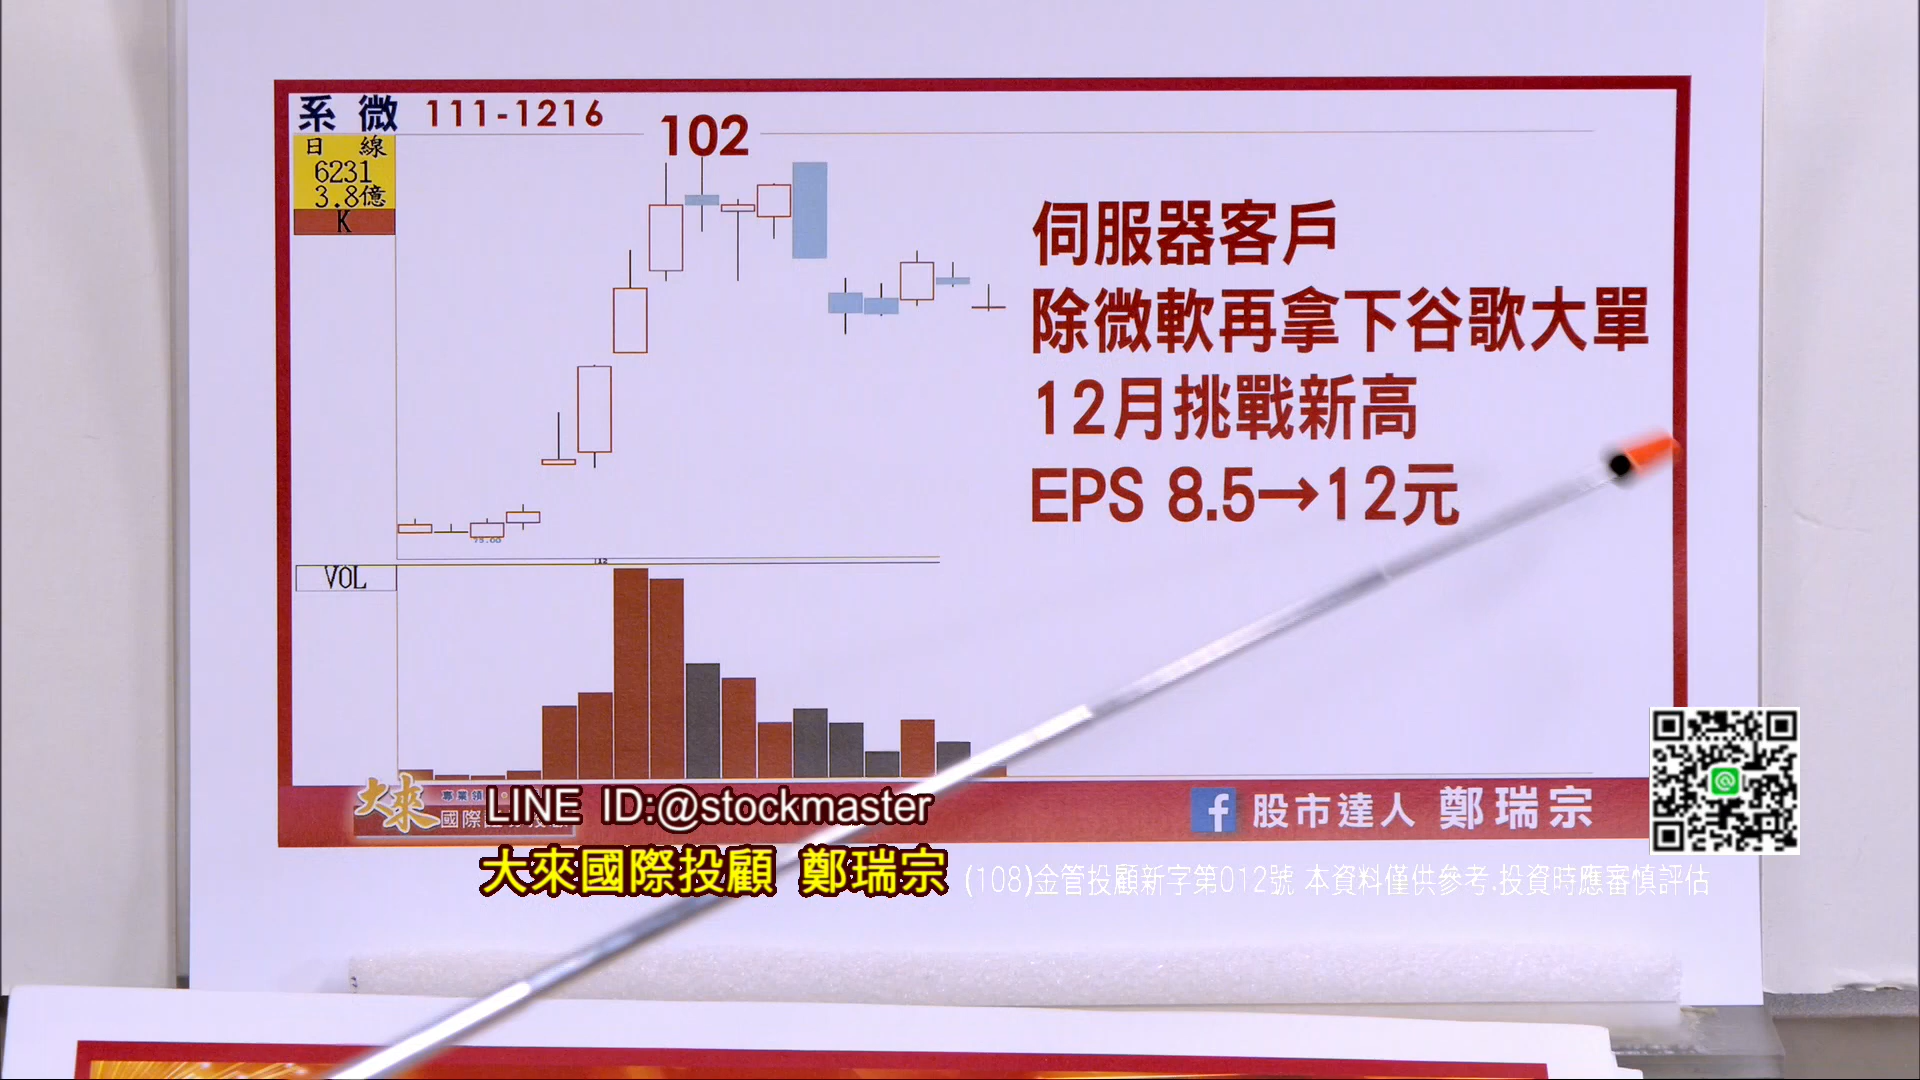 系微 111-1216
102
日線
6231
3.8億
K
伺服器客戶
除微軟再拿下谷歌大單
12月挑戰新高
EPS 8.5→12元
VOL
大來
LINE ID:@stockmaster
股市達人 鄭瑞宗
大來國際投顧 鄭瑞宗
(108)金管投顧新字第012號 本資料僅供參考.投資時應審慎評估